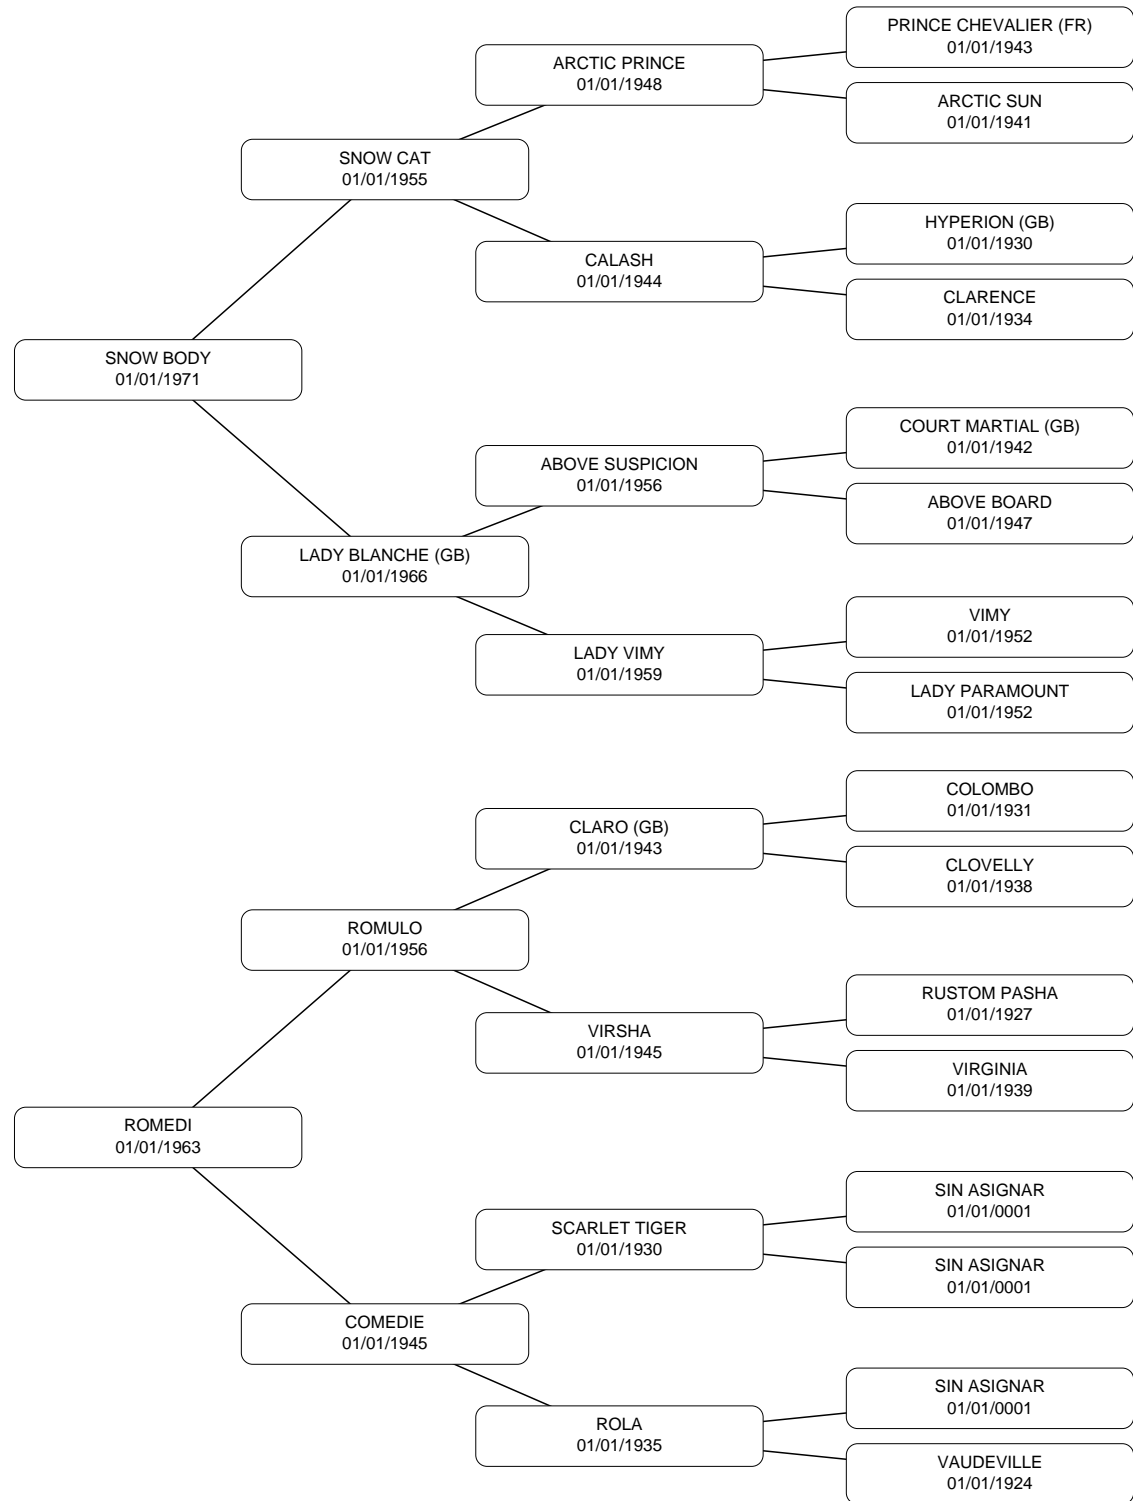 PRINCE CHEVALIER (FR)
01/01/1943
ARCTIC PRINCE
01/01/1948
ARCTIC SUN
01/01/1941
SNOW CAT
01/01/1955
HYPERION (GB)
01/01/1930
CALASH
01/01/1944
CLARENCE
01/01/1934
SNOW BODY
01/01/1971
COURT MARTIAL (GB)
01/01/1942
ABOVE SUSPICION
01/01/1956
ABOVE BOARD
01/01/1947
LADY BLANCHE (GB)
01/01/1966
VIMY
01/01/1952
LADY VIMY
01/01/1959
LADY PARAMOUNT
01/01/1952
COLOMBO
01/01/1931
CLARO (GB)
01/01/1943
CLOVELLY
01/01/1938
ROMULO
01/01/1956
RUSTOM PASHA
01/01/1927
VIRSHA
01/01/1945
VIRGINIA
01/01/1939
ROMEDI
01/01/1963
SIN ASIGNAR
01/01/0001
SCARLET TIGER
01/01/1930
SIN ASIGNAR
01/01/0001
COMEDIE
01/01/1945
SIN ASIGNAR
01/01/0001
ROLA
01/01/1935
VAUDEVILLE
01/01/1924